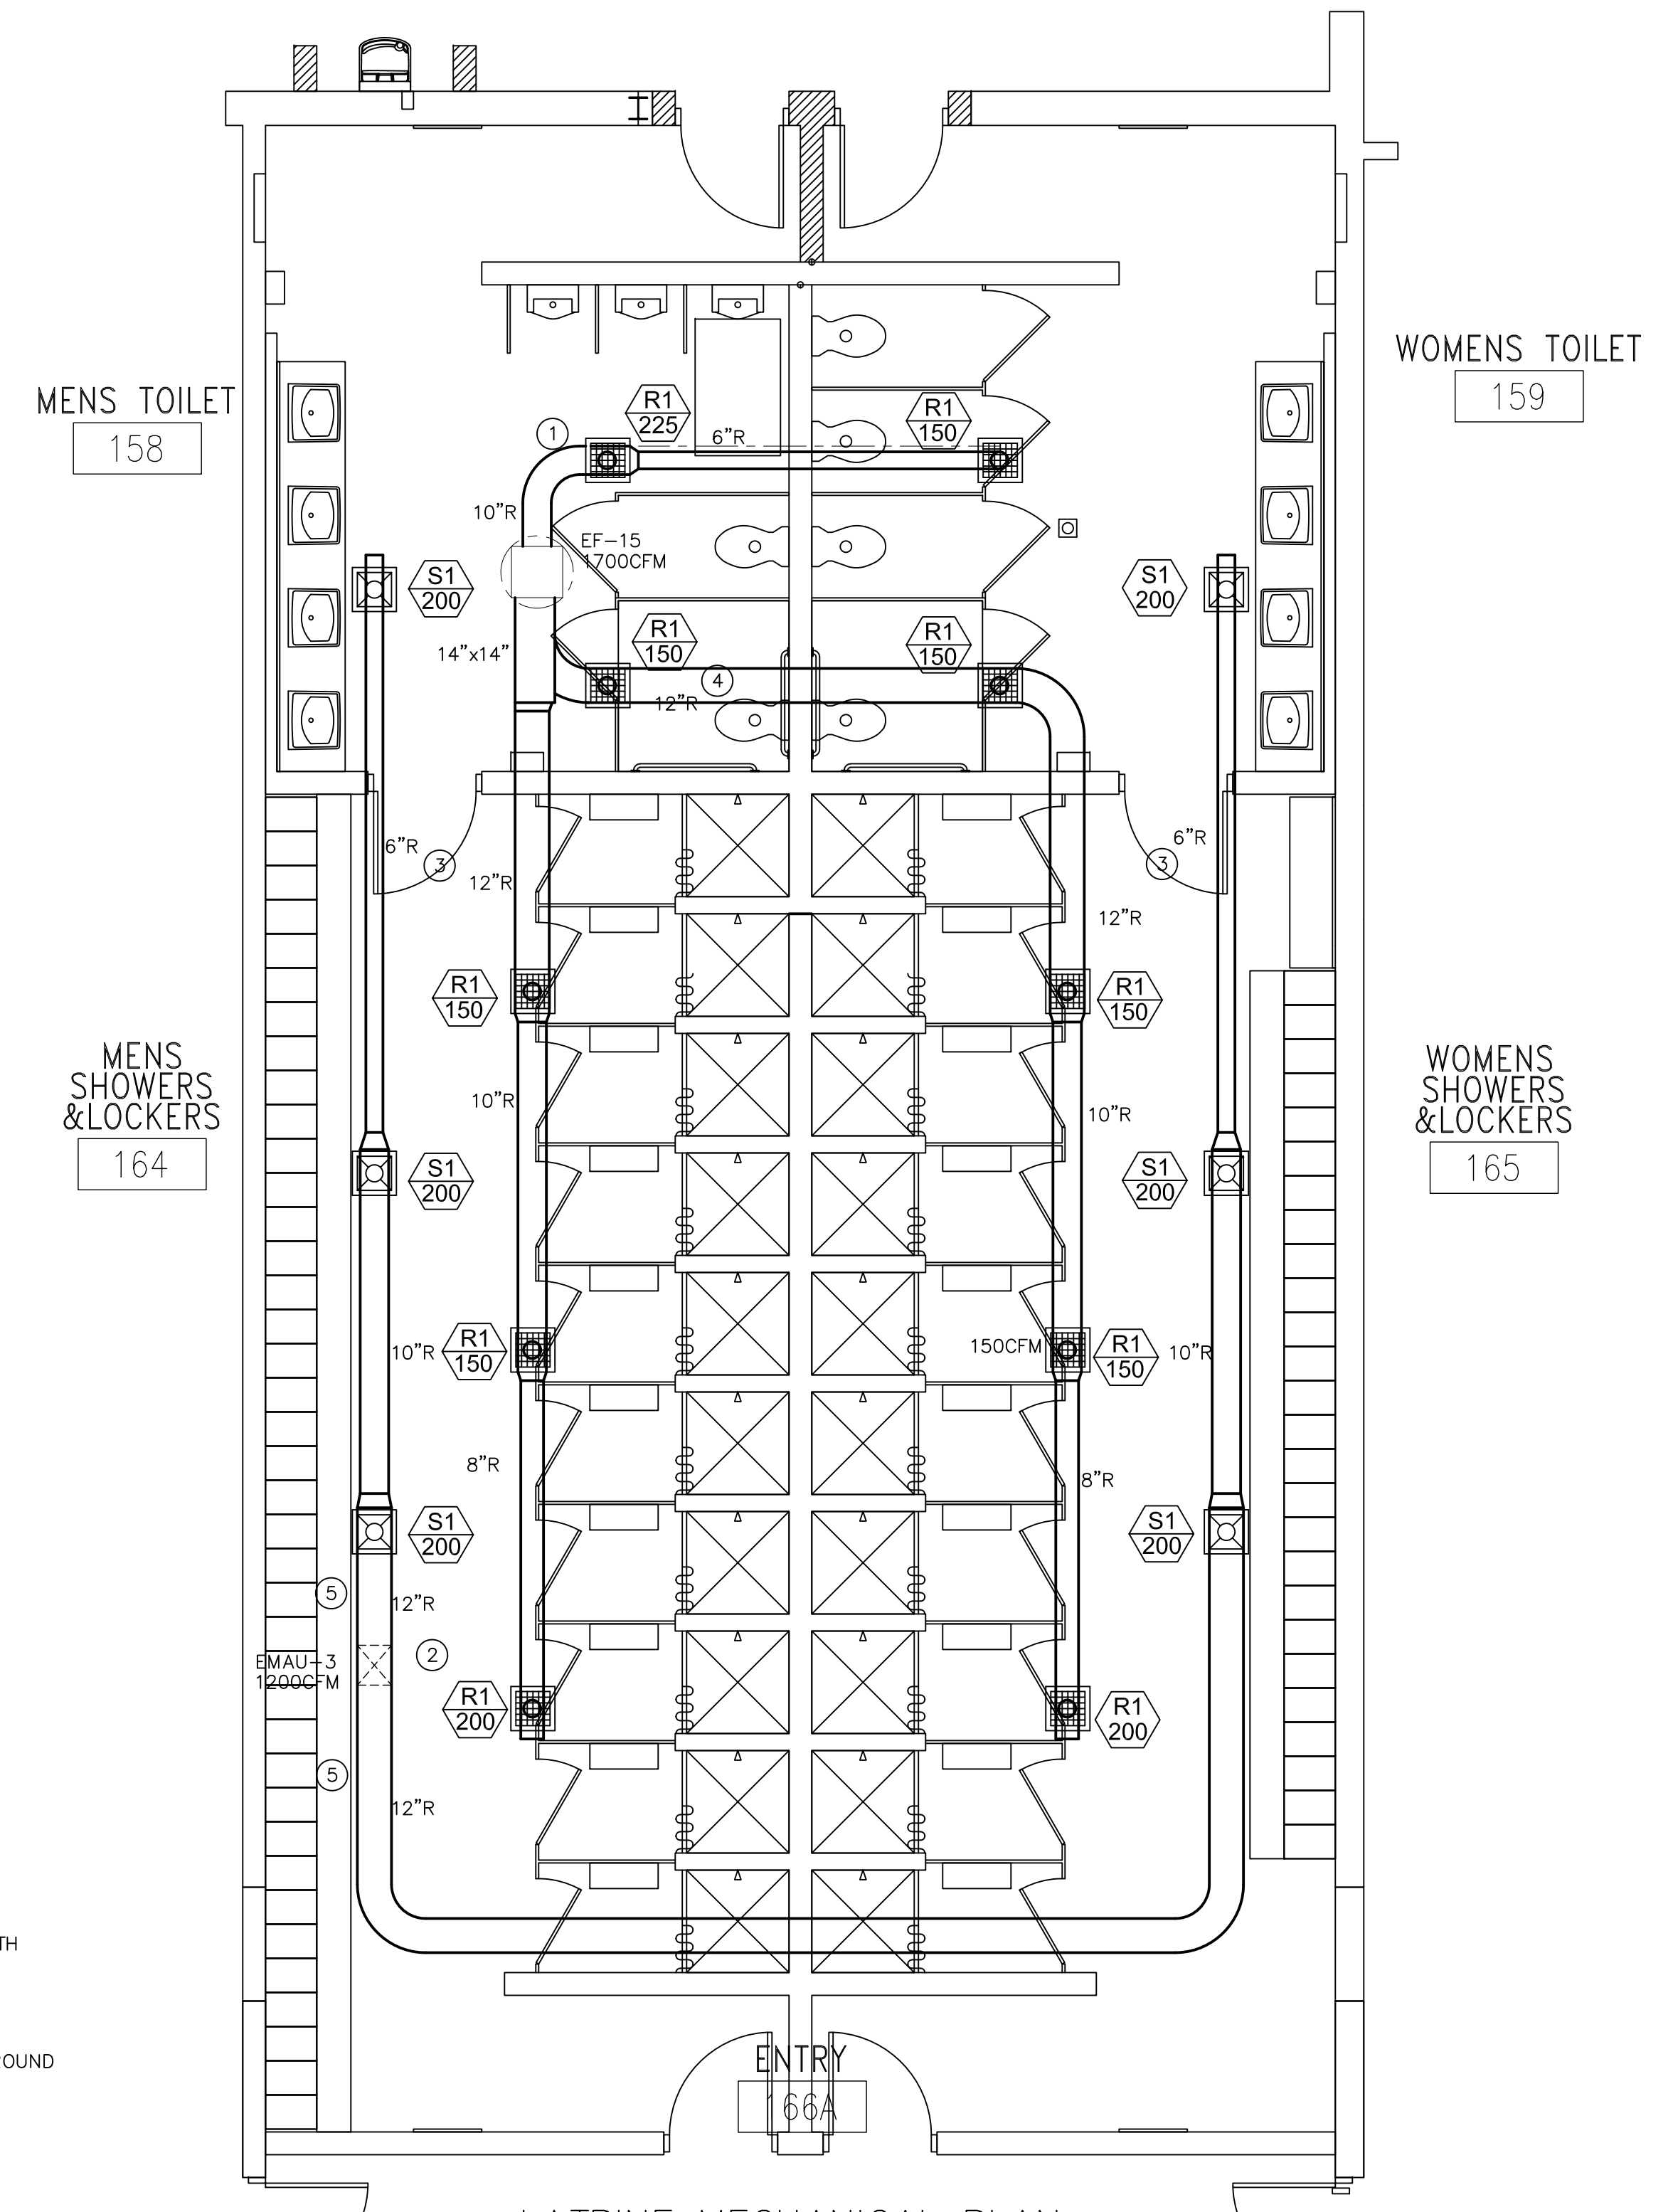 WOMENS TOILET
159
MENS TOILET
158
R1
225
R1
150
1
6"R
10"R
EF-15
1700CFM
S1
200
S1
200
R1
150
R1
150
14"x14"
4
12"R
6"R
3
6"R
3
12"R
12"R
R1
150
R1
150
MENS
SHOWERS
&LOCKERS
164
WOMENS
SHOWERS
&LOCKERS
165
10"R
10"R
S1
200
S1
200
10"R
R1
150
150CFM
R1
150
10"R
8"R
8"R
S1
200
S1
200
5
12"R
2
EMAU-3
1200CFM
R1
200
R1
200
5
12"R
TH
OUND
ENTRY
166A
LATRINE MECHANICAL PLAN